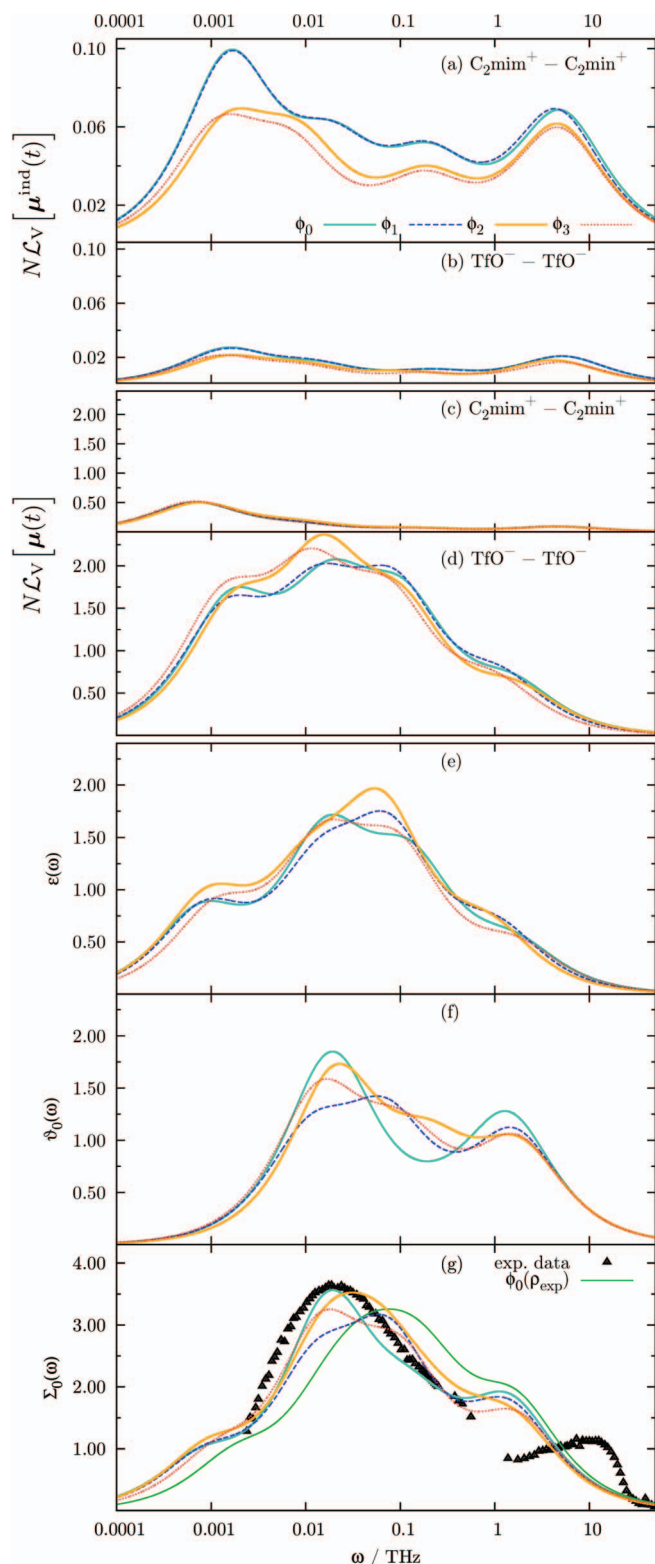 0.0001 0.001 0.01 0.1 1 10
0.10
(a) C₂mim⁺ − C₂min⁺
0.06
0.02
ϕ₀ ϕ₁ ϕ₂ ϕ₃
Nℒ_V[μ^ind(t)]
0.10
(b) TfO⁻ − TfO⁻
0.06
0.02
2.00
(c) C₂mim⁺ − C₂min⁺
1.50
1.00
0.50
Nℒ_V[μ(t)]
2.00
(d) TfO⁻ − TfO⁻
1.50
1.00
0.50
(e)
2.00
1.50
1.00
0.50
ε(ω)
(f)
2.00
1.50
1.00
0.50
ϑ₀(ω)
4.00
(g) exp. data
ϕ₀(ρ_exp)
3.00
2.00
1.00
Σ₀(ω)
0.0001 0.001 0.01 0.1 1 10
ω / THz